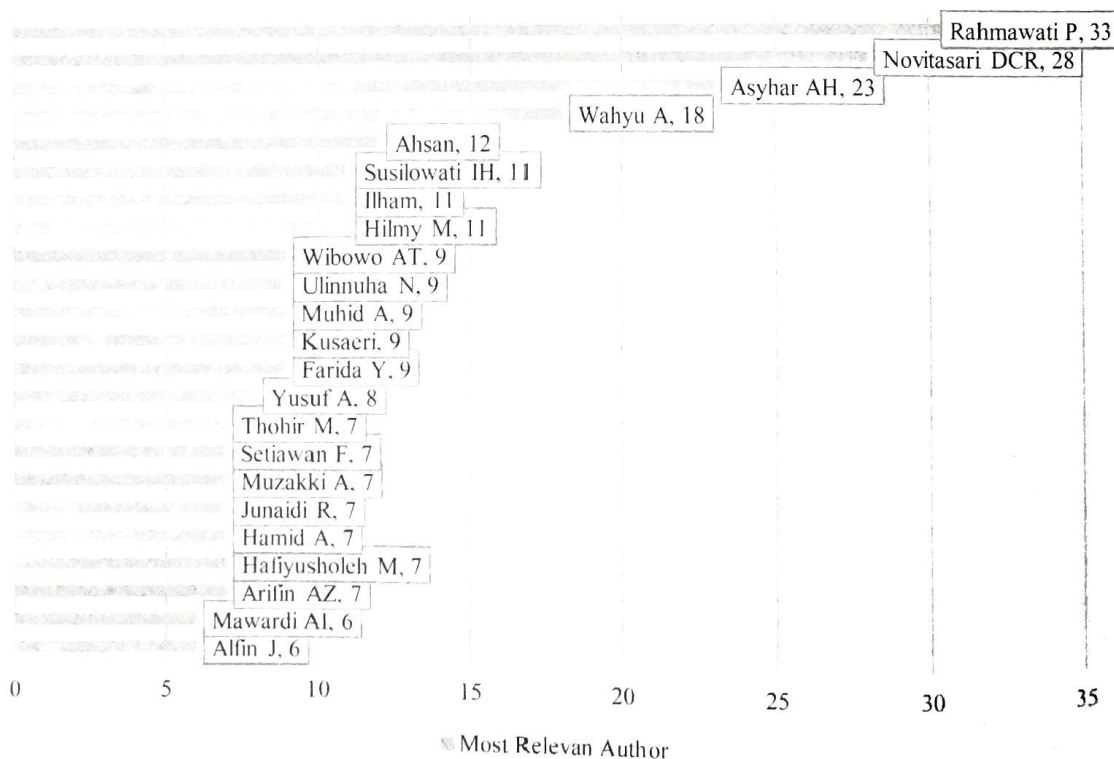 Rahmawati P, 33
Novitasari DCR, 28
Asyhar AH, 23
Wahyu A, 18
Ahsan, 12
Susilowati IH, 11
Ilham, 11
Hilmy M, 11
Wibowo AT, 9
Ulinnuha N, 9
Muhid A, 9
Kusaeri, 9
Farida Y, 9
Yusuf A, 8
Thohir M, 7
Setiawan F, 7
Muzakki A, 7
Junaidi R, 7
Hamid A, 7
Hafiyusholeh M, 7
Arifin AZ, 7
Mawardi AI, 6
Alfin J, 6
0 5 10 15 20 25 30 35
Most Relevan Author